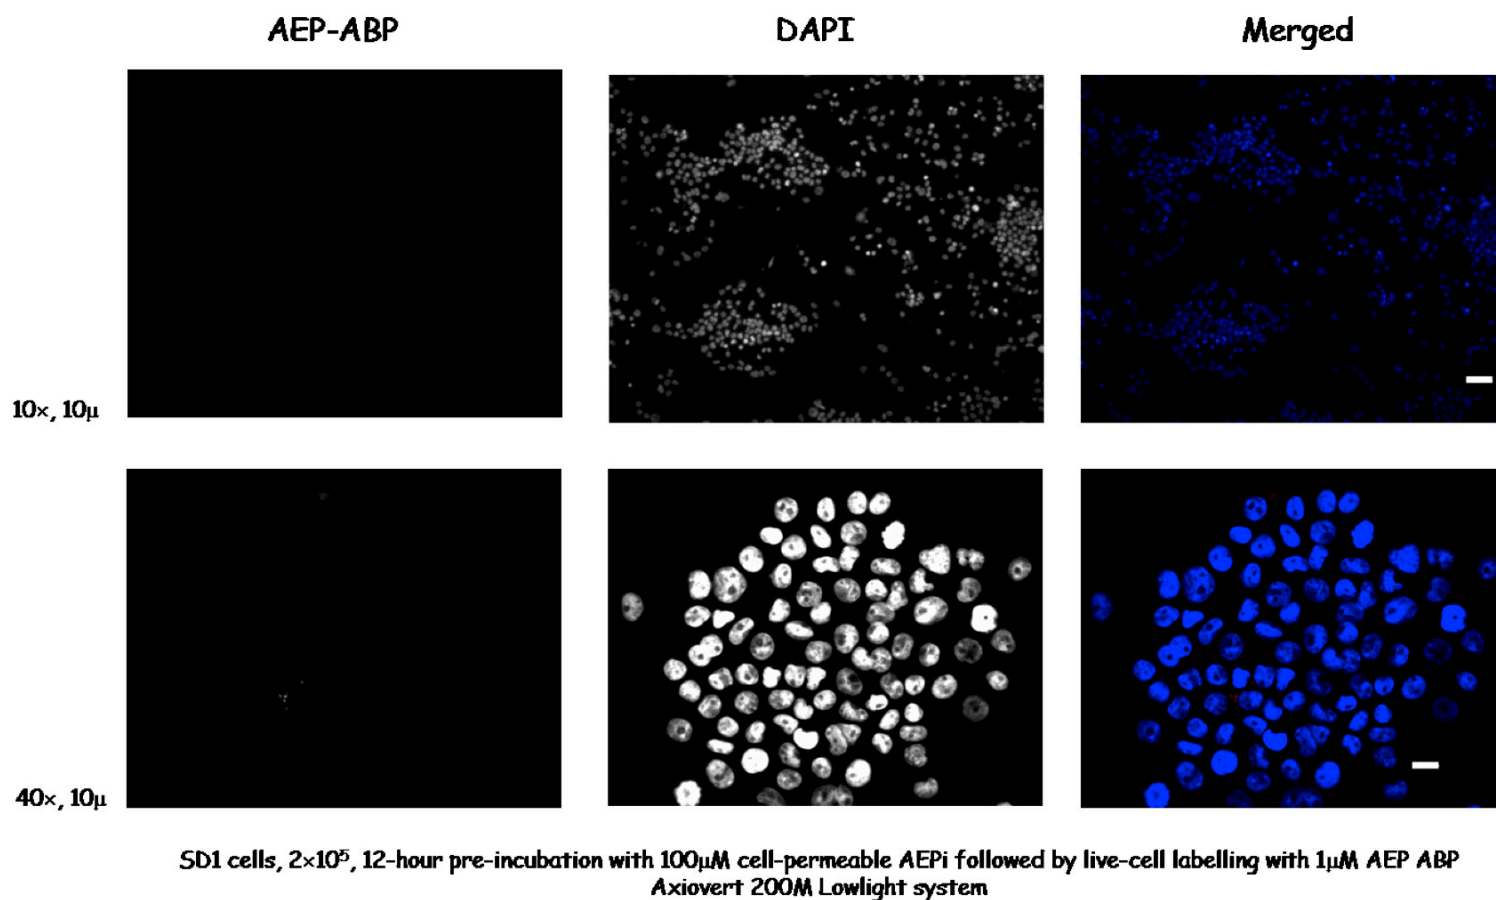 AEP-ABP DAPI Merged
10×, 10μ
40×, 10μ
SD1 cells, 2×10⁵, 12-hour pre-incubation with 100μM cell-permeable AEPi followed by live-cell labelling with 1μM AEP ABP
Axiovert 200M Lowlight system